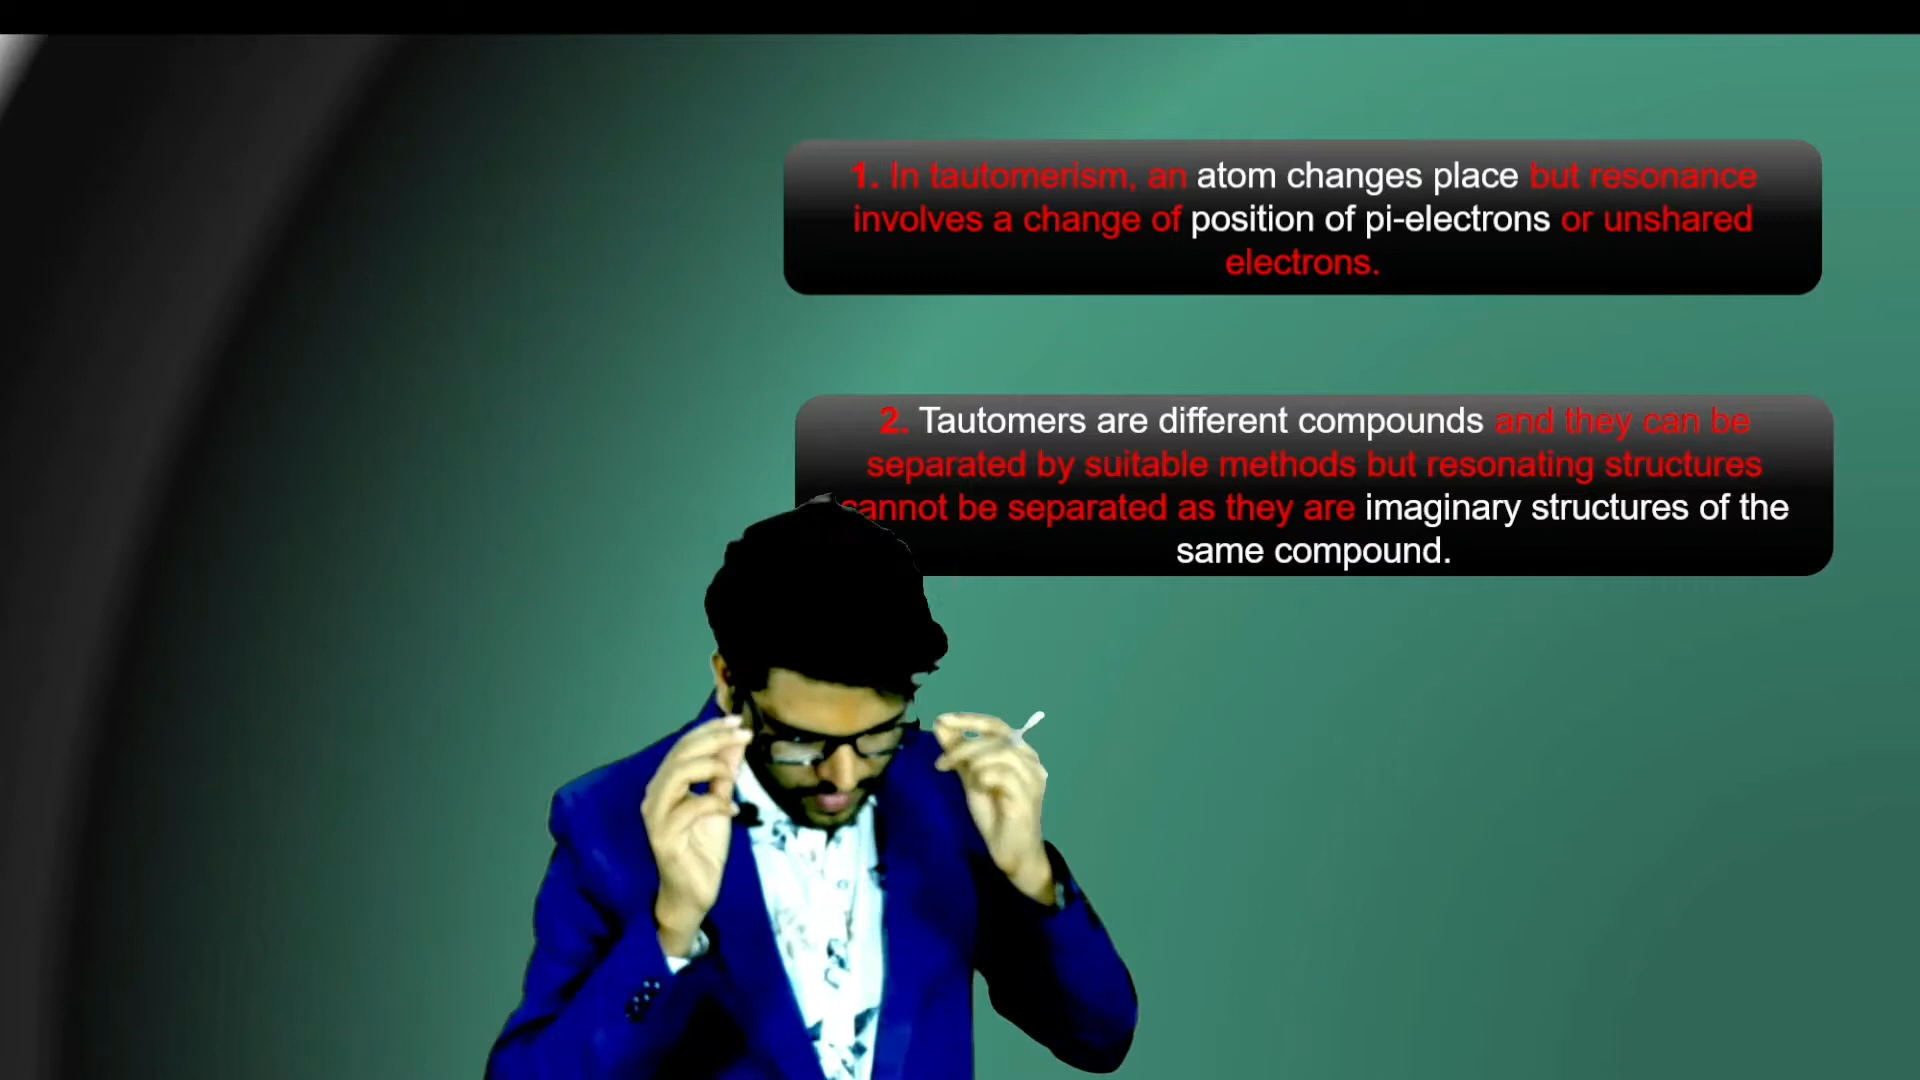 1. In tautomerism, an atom changes place but resonance
involves a change of position of pi-electrons or unshared
electrons.
2. Tautomers are different compounds and they can be
separated by suitable methods but resonating structures
cannot be separated as they are imaginary structures of the
same compound.